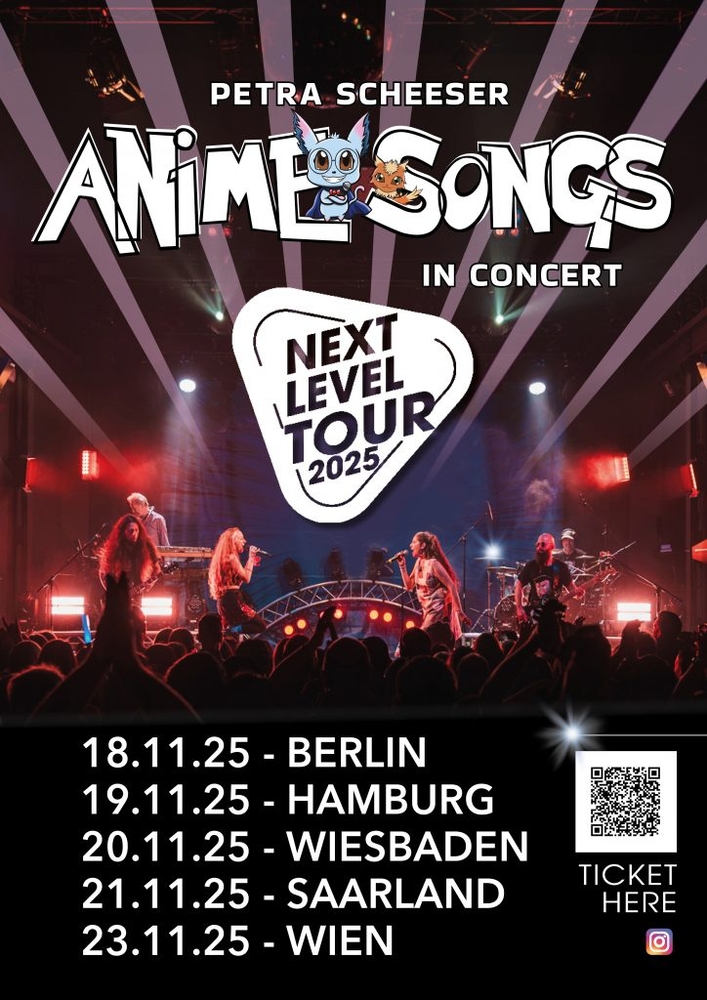 PETRA SCHEESER
ANiME SONGS
IN CONCERT
NEXT
LEVEL
TOUR
2025
18.11.25 - BERLIN
19.11.25 - HAMBURG
20.11.25 - WIESBADEN
21.11.25 - SAARLAND
23.11.25 - WIEN
TICKET
HERE